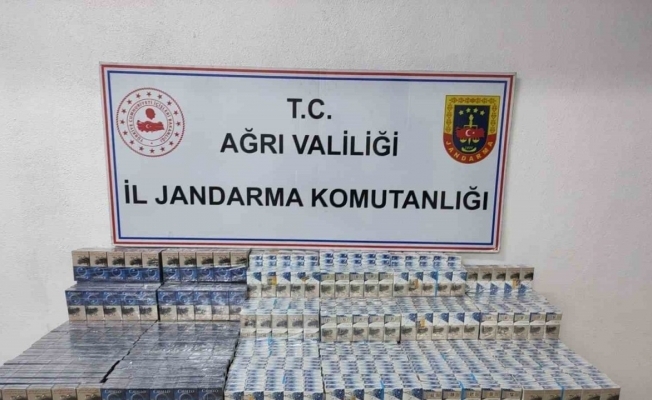 T.C.
AĞRI VALİLİĞİ
İL JANDARMA KOMUTANLIĞI
JANDARMA